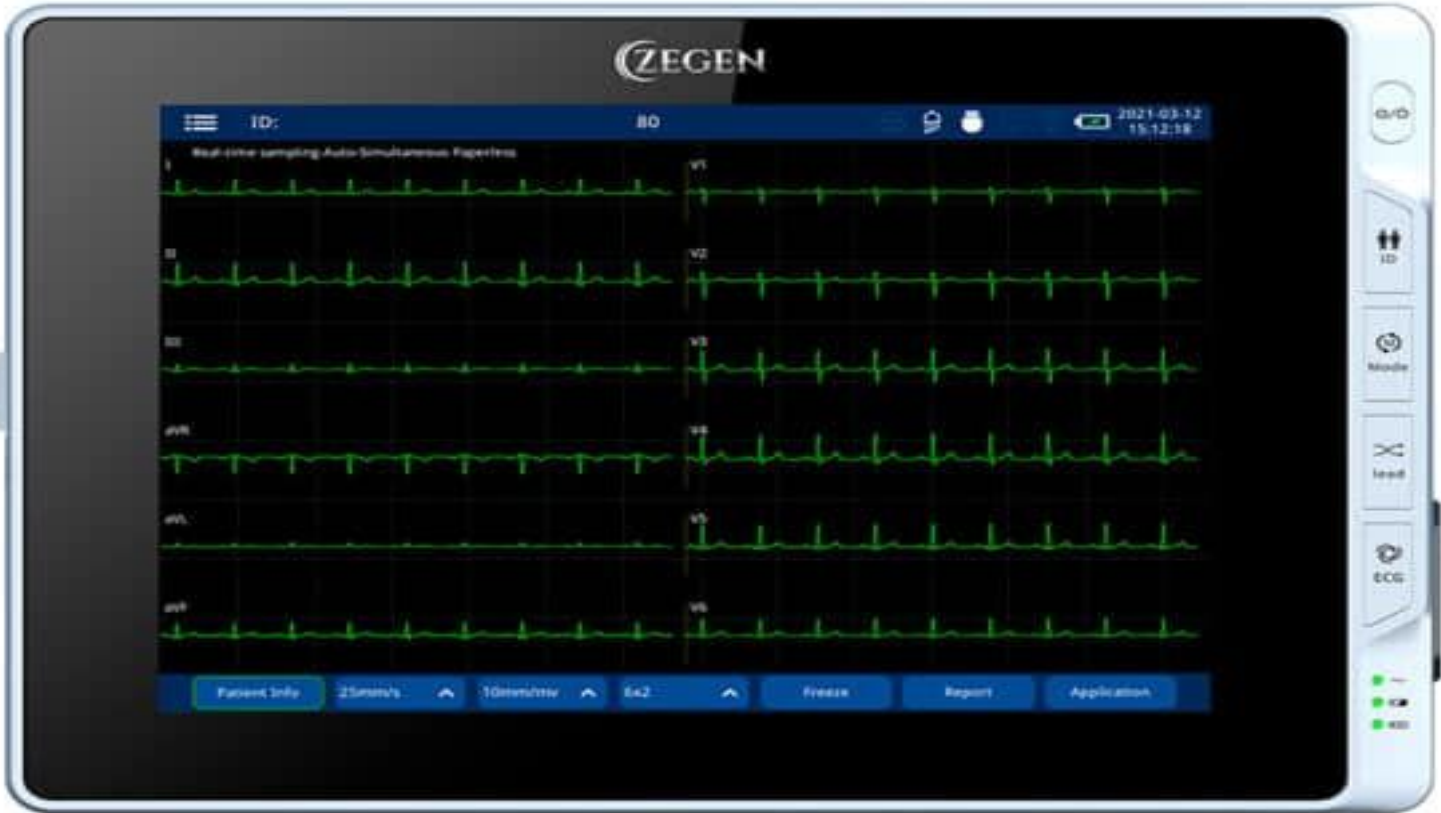 ZEGEN
ID:
80
2021-03-12
15:12:18
Real-time sampling Auto-Simultaneous Paperless
I
V1
II
V2
III
V3
aVR
V4
aVL
V5
aVF
V6
Patient Info
25mm/s
10mm/mv
6x2
Freeze
Report
Application
ID
Mode
lead
ECG